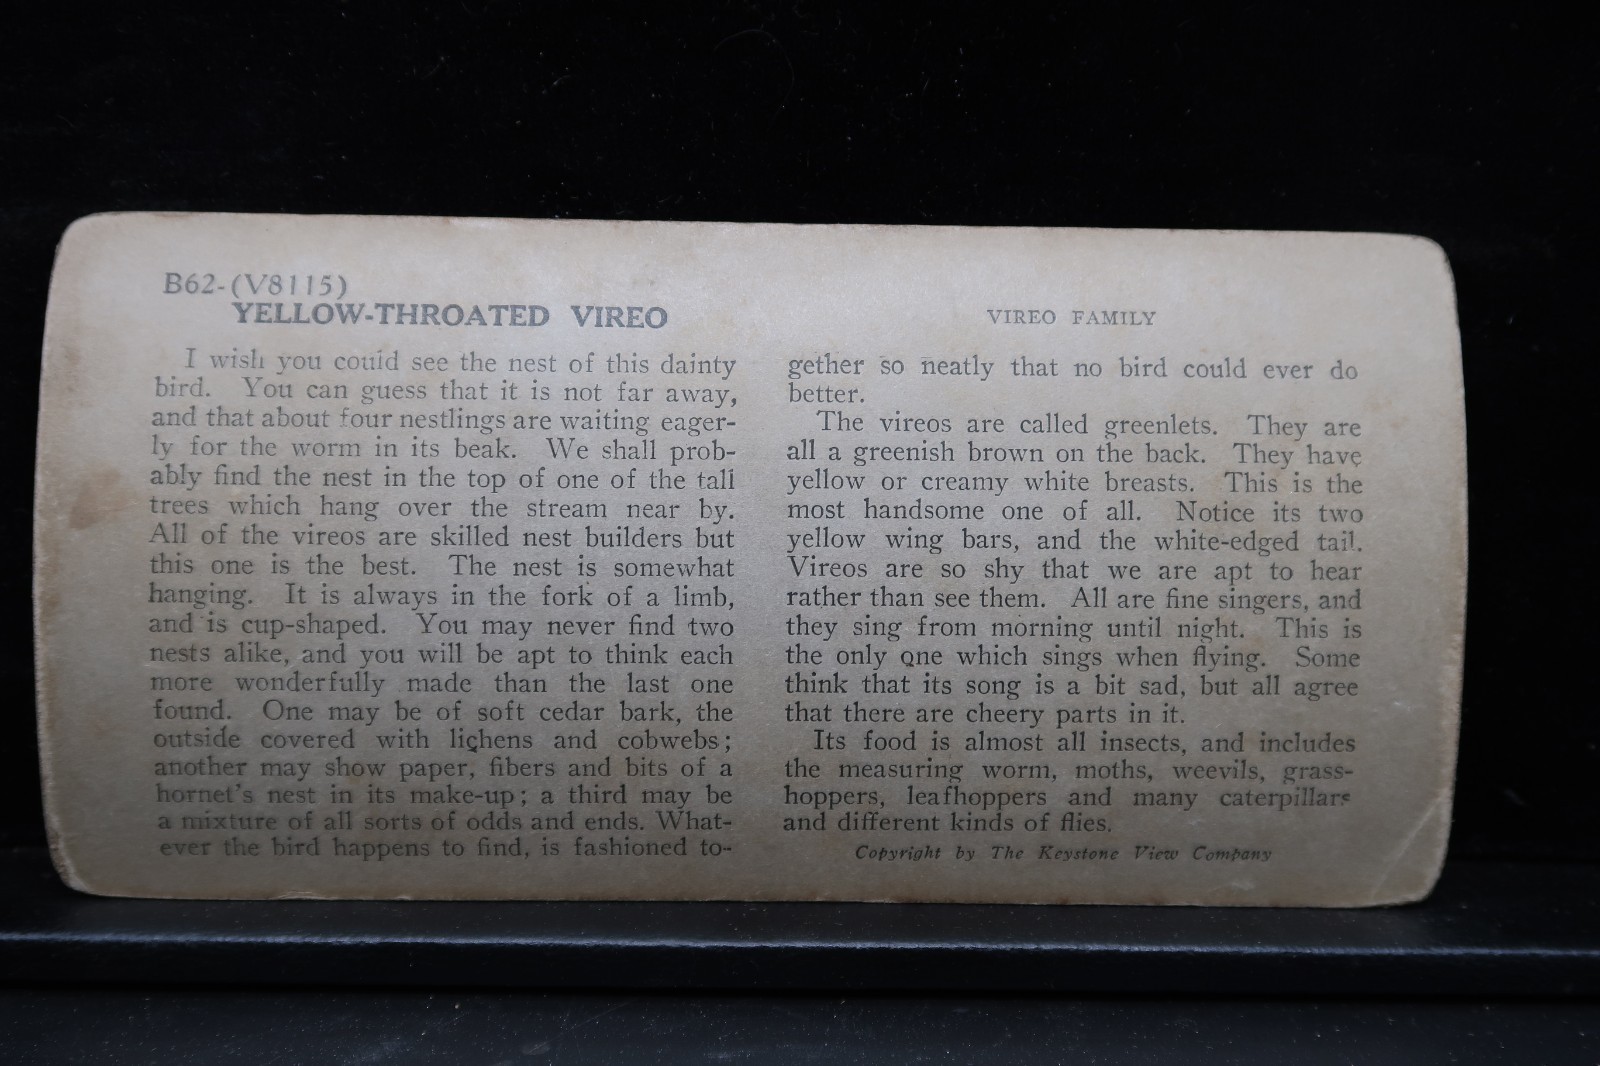 B62-(V8115)
YELLOW-THROATED VIREO
VIREO FAMILY
I wish you could see the nest of this dainty
bird. You can guess that it is not far away,
and that about four nestlings are waiting eager-
ly for the worm in its beak. We shall prob-
ably find the nest in the top of one of the tall
trees which hang over the stream near by.
All of the vireos are skilled nest builders but
this one is the best. The nest is somewhat
hanging. It is always in the fork of a limb,
and is cup-shaped. You may never find two
nests alike, and you will be apt to think each
more wonderfully made than the last one
found. One may be of soft cedar bark, the
outside covered with lichens and cobwebs;
another may show paper, fibers and bits of a
hornet's nest in its make-up; a third may be
a mixture of all sorts of odds and ends. What-
ever the bird happens to find, is fashioned to-
gether so neatly that no bird could ever do
better.
The vireos are called greenlets. They are
all a greenish brown on the back. They have
yellow or creamy white breasts. This is the
most handsome one of all. Notice its two
yellow wing bars, and the white-edged tail.
Vireos are so shy that we are apt to hear
rather than see them. All are fine singers, and
they sing from morning until night. This is
the only one which sings when flying. Some
think that its song is a bit sad, but all agree
that there are cheery parts in it.
Its food is almost all insects, and includes
the measuring worm, moths, weevils, grass-
hoppers, leafhoppers and many caterpillars
and different kinds of flies.
Copyright by The Keystone View Company